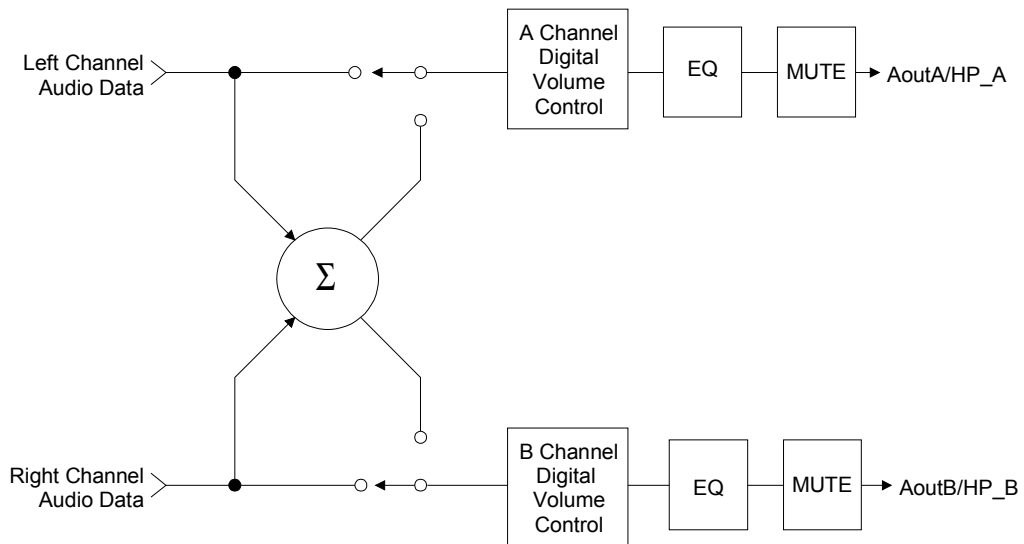 Left Channel
Audio Data
A Channel
Digital
Volume
Control
EQ
MUTE
AoutA/HP_A
Σ
Right Channel
Audio Data
B Channel
Digital
Volume
Control
EQ
MUTE
AoutB/HP_B